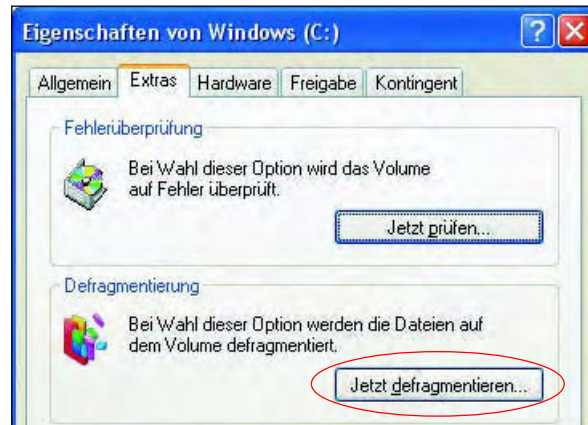 Eigenschaften von Windows (C:)
Allgemein Extras Hardware Freigabe Kontingent
Fehlerüberprüfung
Bei Wahl dieser Option wird das Volume
auf Fehler überprüft.
Jetzt prüfen...
Defragmentierung
Bei Wahl dieser Option werden die Dateien auf
dem Volume defragmentiert.
Jetzt defragmentieren...